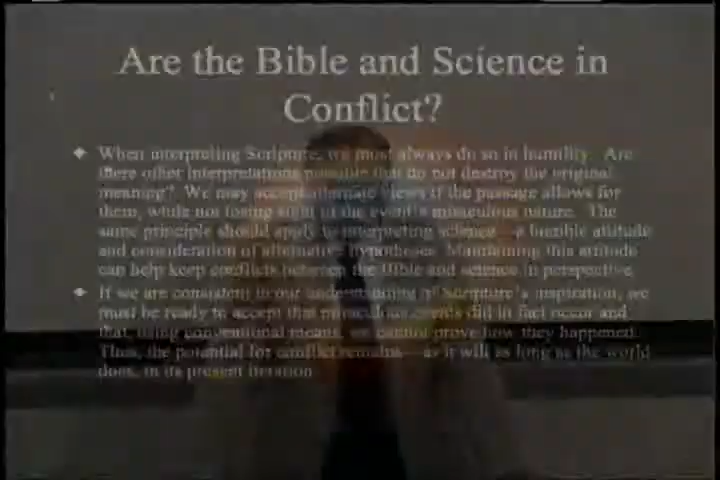 Are the Bible and Science in
Conflict?
When interpreting Scripture, we must always do so in humility. Are
there other interpretations possible that do not destroy the original
meaning? We may accept alternate views if the passage allows for
them, while not losing sight of the event's miraculous nature. The
same principle should apply to interpreting science—a humble attitude
and consideration of alternative hypotheses. Maintaining this attitude
can help keep conflicts between the Bible and science in perspective.
If we are consistent in our understanding of Scripture's inspiration, we
must be ready to accept that miraculous events did in fact occur and
that, using conventional means, we cannot prove how they happened.
Thus, the potential for conflict remains—as it will as long as the world
does, in its present iteration.